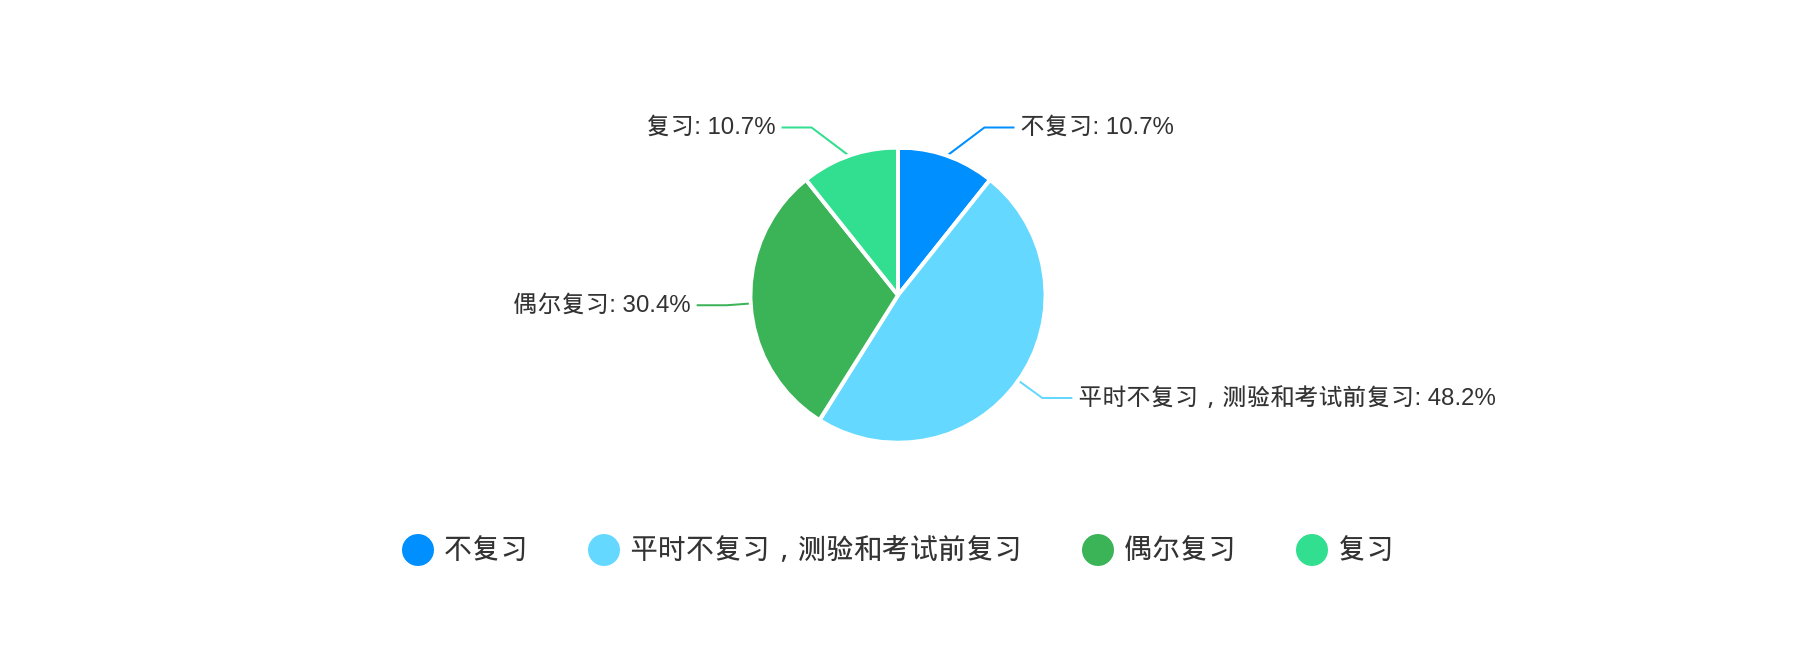 复习: 10.7%
不复习: 10.7%
偶尔复习: 30.4%
平时不复习，测验和考试前复习: 48.2%
不复习
平时不复习，测验和考试前复习
偶尔复习
复习